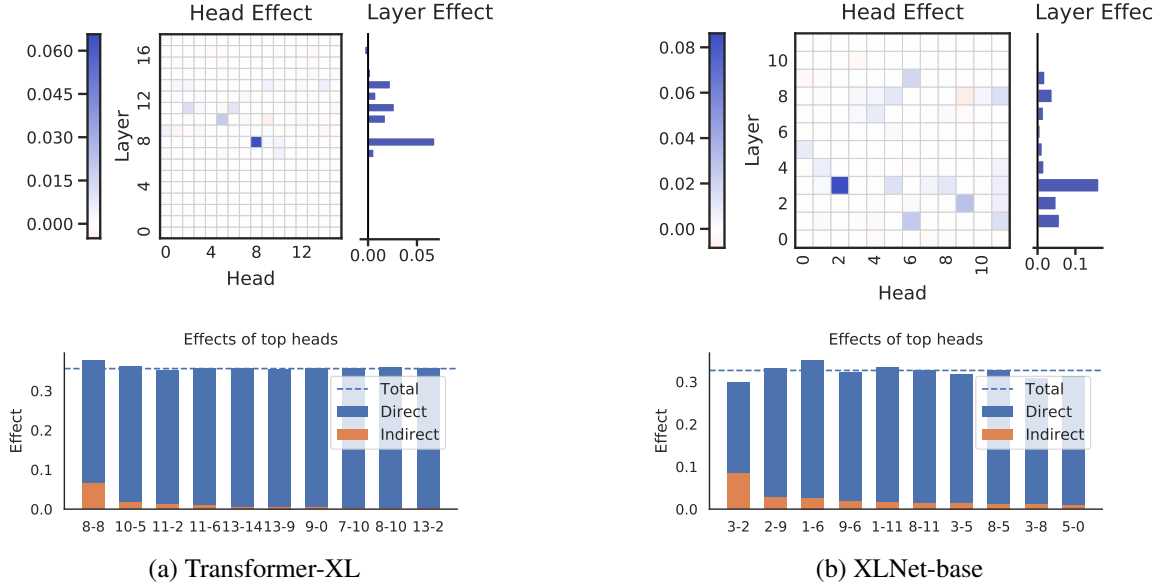 Head Effect
Layer Effect
0.060
0.045
0.030
0.015
0.000
Layer
16
12
8
4
0
0 4 8 12
Head
0.00 0.05
Effects of top heads
Effect
0.3
0.2
0.1
0.0
Total
Direct
Indirect
8-8 10-5 11-2 11-6 13-14 13-9 9-0 7-10 8-10 13-2
(a) Transformer-XL
Head Effect
Layer Effect
0.08
0.06
0.04
0.02
0.00
Layer
10
8
6
4
2
0
0 2 4 6 8 10
Head
0.0 0.1
Effects of top heads
Effect
0.3
0.2
0.1
0.0
Total
Direct
Indirect
3-2 2-9 1-6 9-6 1-11 8-11 3-5 8-5 3-8 5-0
(b) XLNet-base